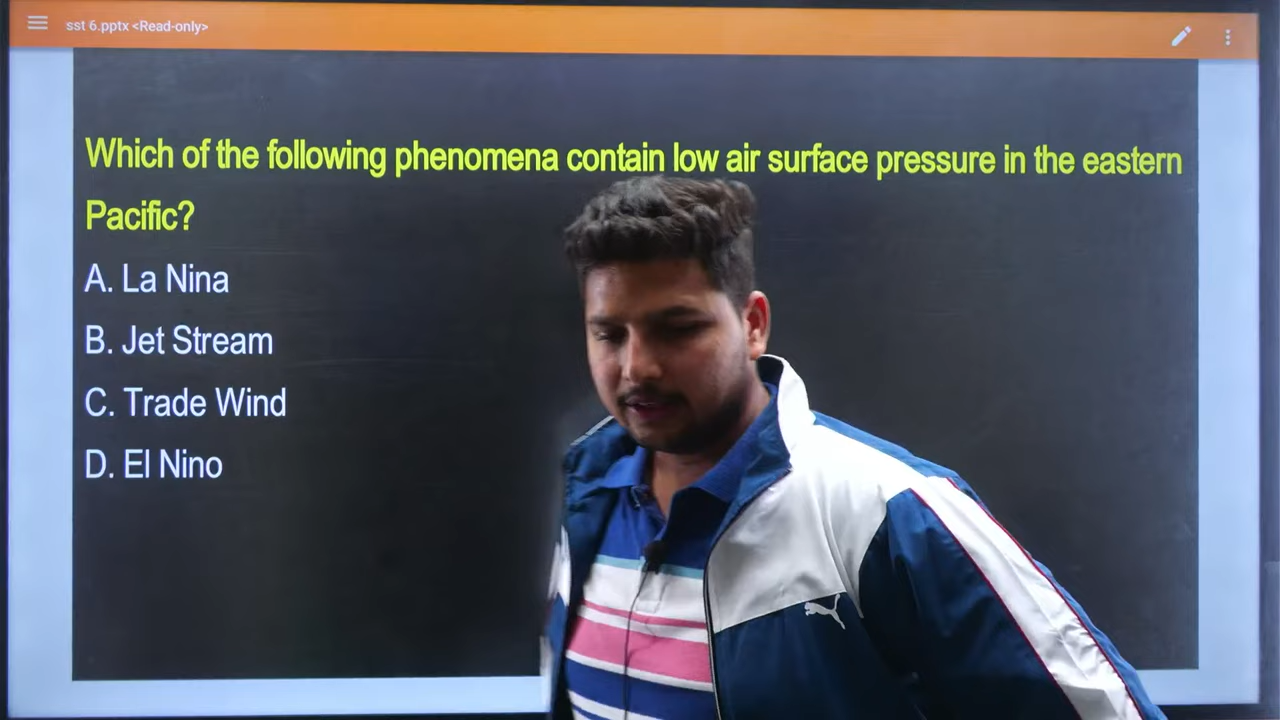 sst 6.pptx <Read-only>
Which of the following phenomena contain low air surface pressure in the eastern
Pacific?
A. La Nina
B. Jet Stream
C. Trade Wind
D. El Nino